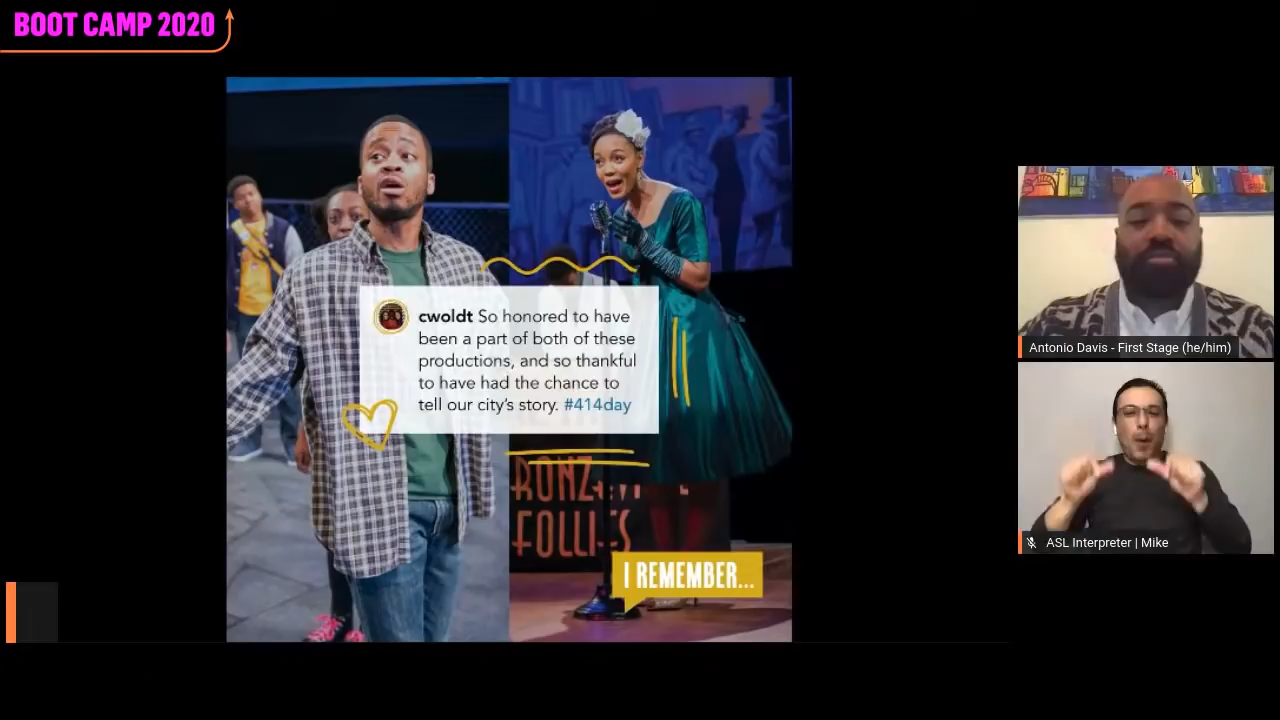 BOOT CAMP 2020
cwoldt So honored to have
been a part of both of these
productions, and so thankful
to have had the chance to
tell our city's story. #414day
FOLLIES
I REMEMBER...
Antonio Davis - First Stage (he/him)
ASL Interpreter | Mike